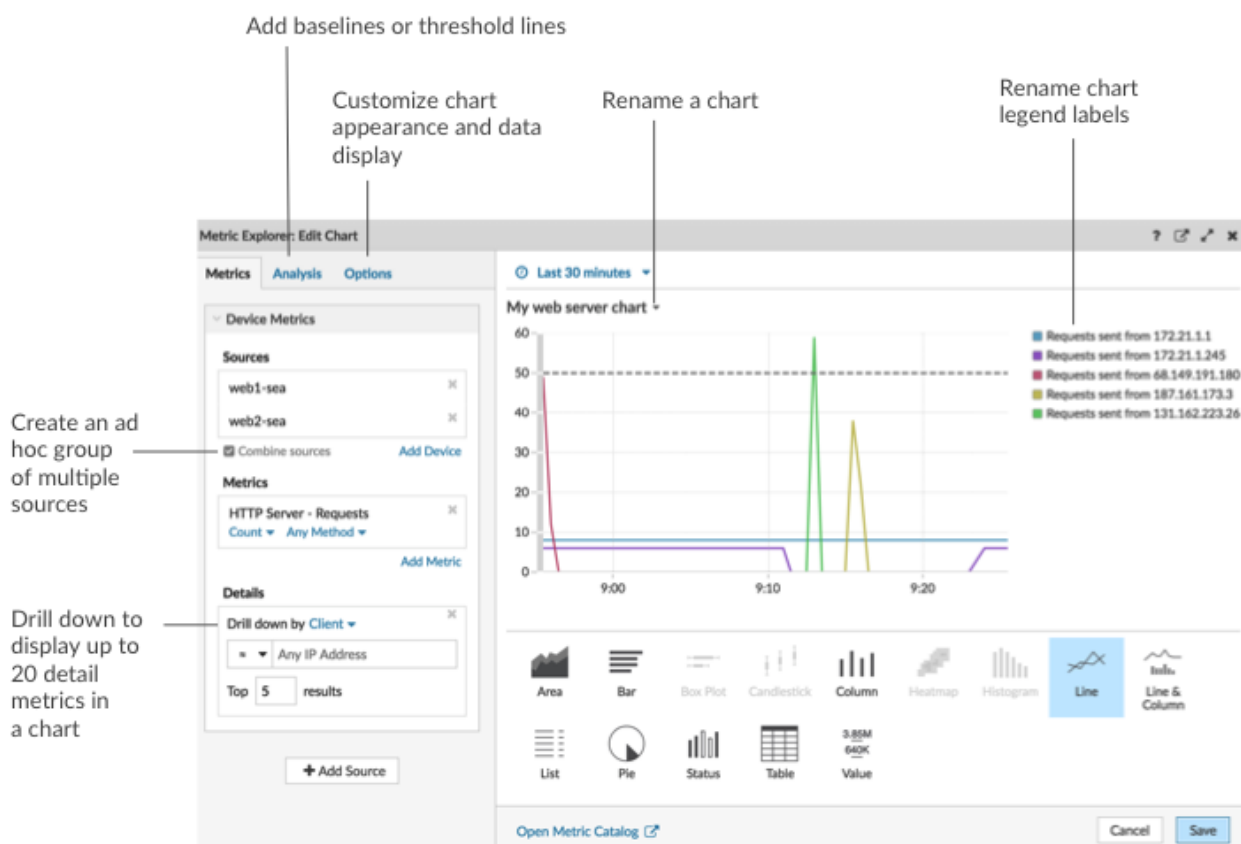 Add baselines or threshold lines
Customize chart
appearance and data
display
Rename a chart
Rename chart
legend labels
Metric Explorer: Edit Chart
?
Metrics Analysis Options
Last 30 minutes
My web server chart
Device Metrics
Sources
web1-sea
web2-sea
Combine sources Add Device
Create an ad
hoc group
of multiple
sources
Metrics
HTTP Server - Requests
Count Any Method
Add Metric
Details
Drill down by Client
= Any IP Address
Top 5 results
Drill down to
display up to
20 detail
metrics in
a chart
+ Add Source
60
50
40
30
20
10
0
9:00 9:10 9:20
Requests sent from 172.21.1.1
Requests sent from 172.21.1.245
Requests sent from 68.149.191.180
Requests sent from 187.161.173.3
Requests sent from 131.162.223.26
Area Bar Box Plot Candlestick Column Heatmap Histogram Line Line &
Column
3.85M
640K
List Pie Status Table Value
Open Metric Catalog
Cancel Save